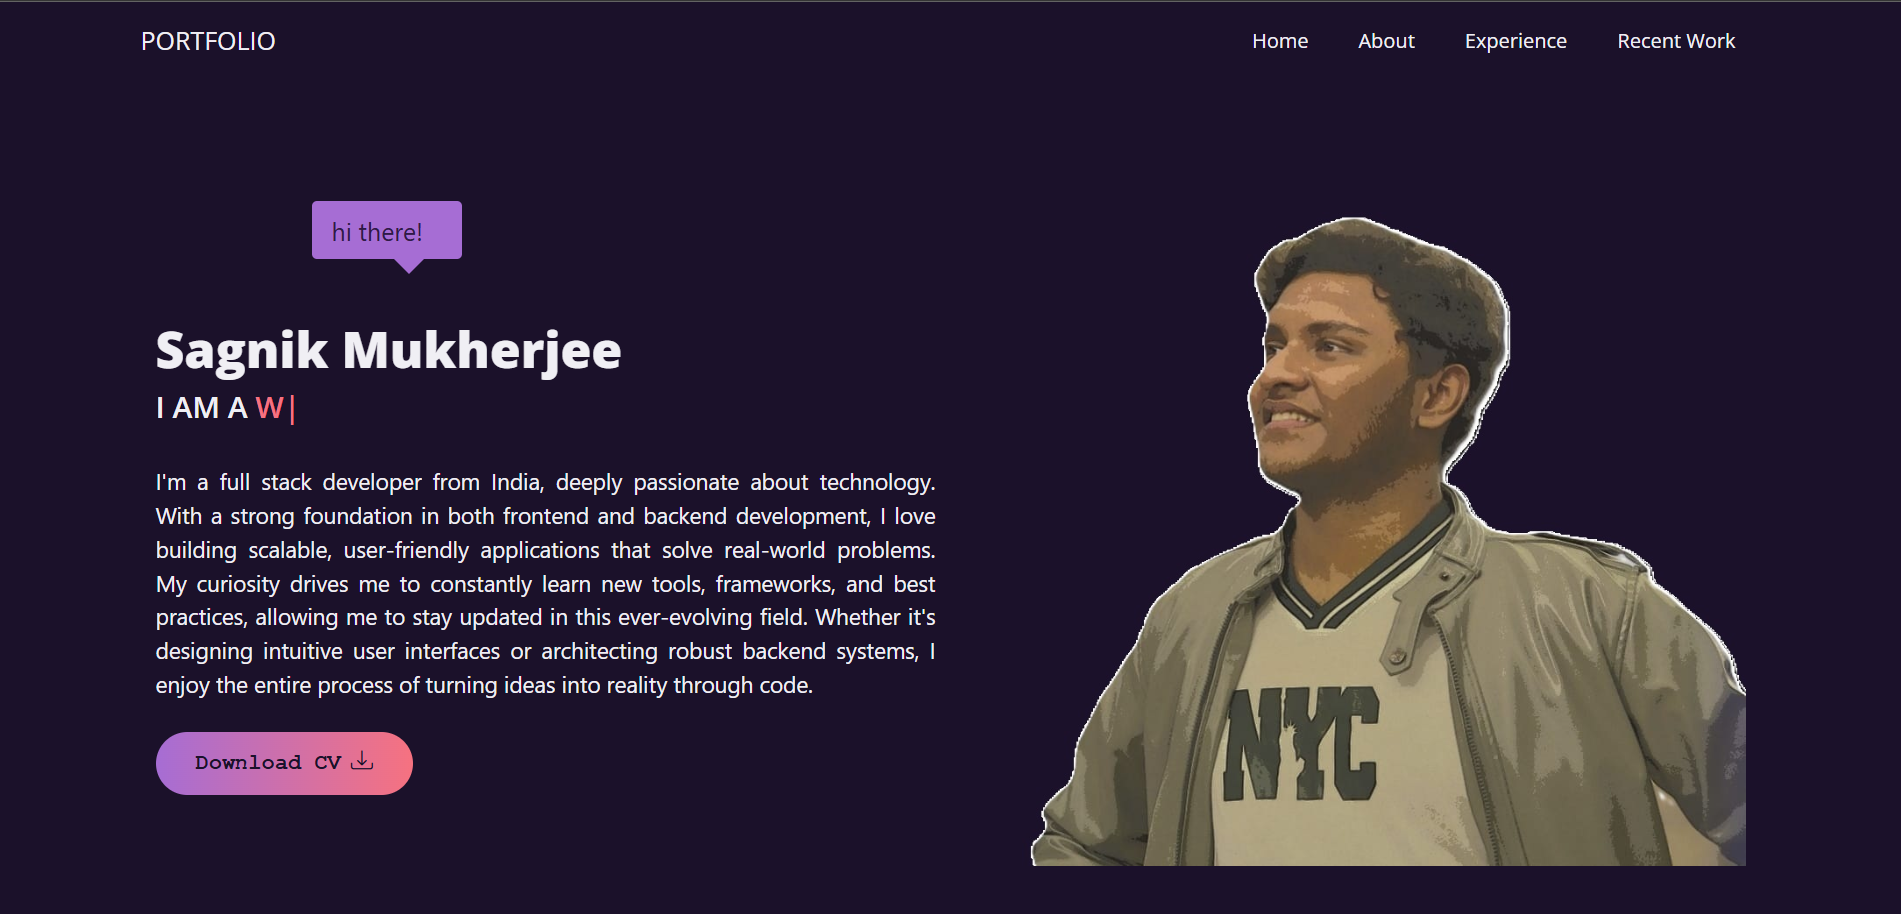 PORTFOLIO Home About Experience Recent Work
hi there!
Sagnik Mukherjee
I AM A W|
I'm a full stack developer from India, deeply passionate about technology.
With a strong foundation in both frontend and backend development, I love
building scalable, user-friendly applications that solve real-world problems.
My curiosity drives me to constantly learn new tools, frameworks, and best
practices, allowing me to stay updated in this ever-evolving field. Whether it's
designing intuitive user interfaces or architecting robust backend systems, I
enjoy the entire process of turning ideas into reality through code.
Download CV
NYC